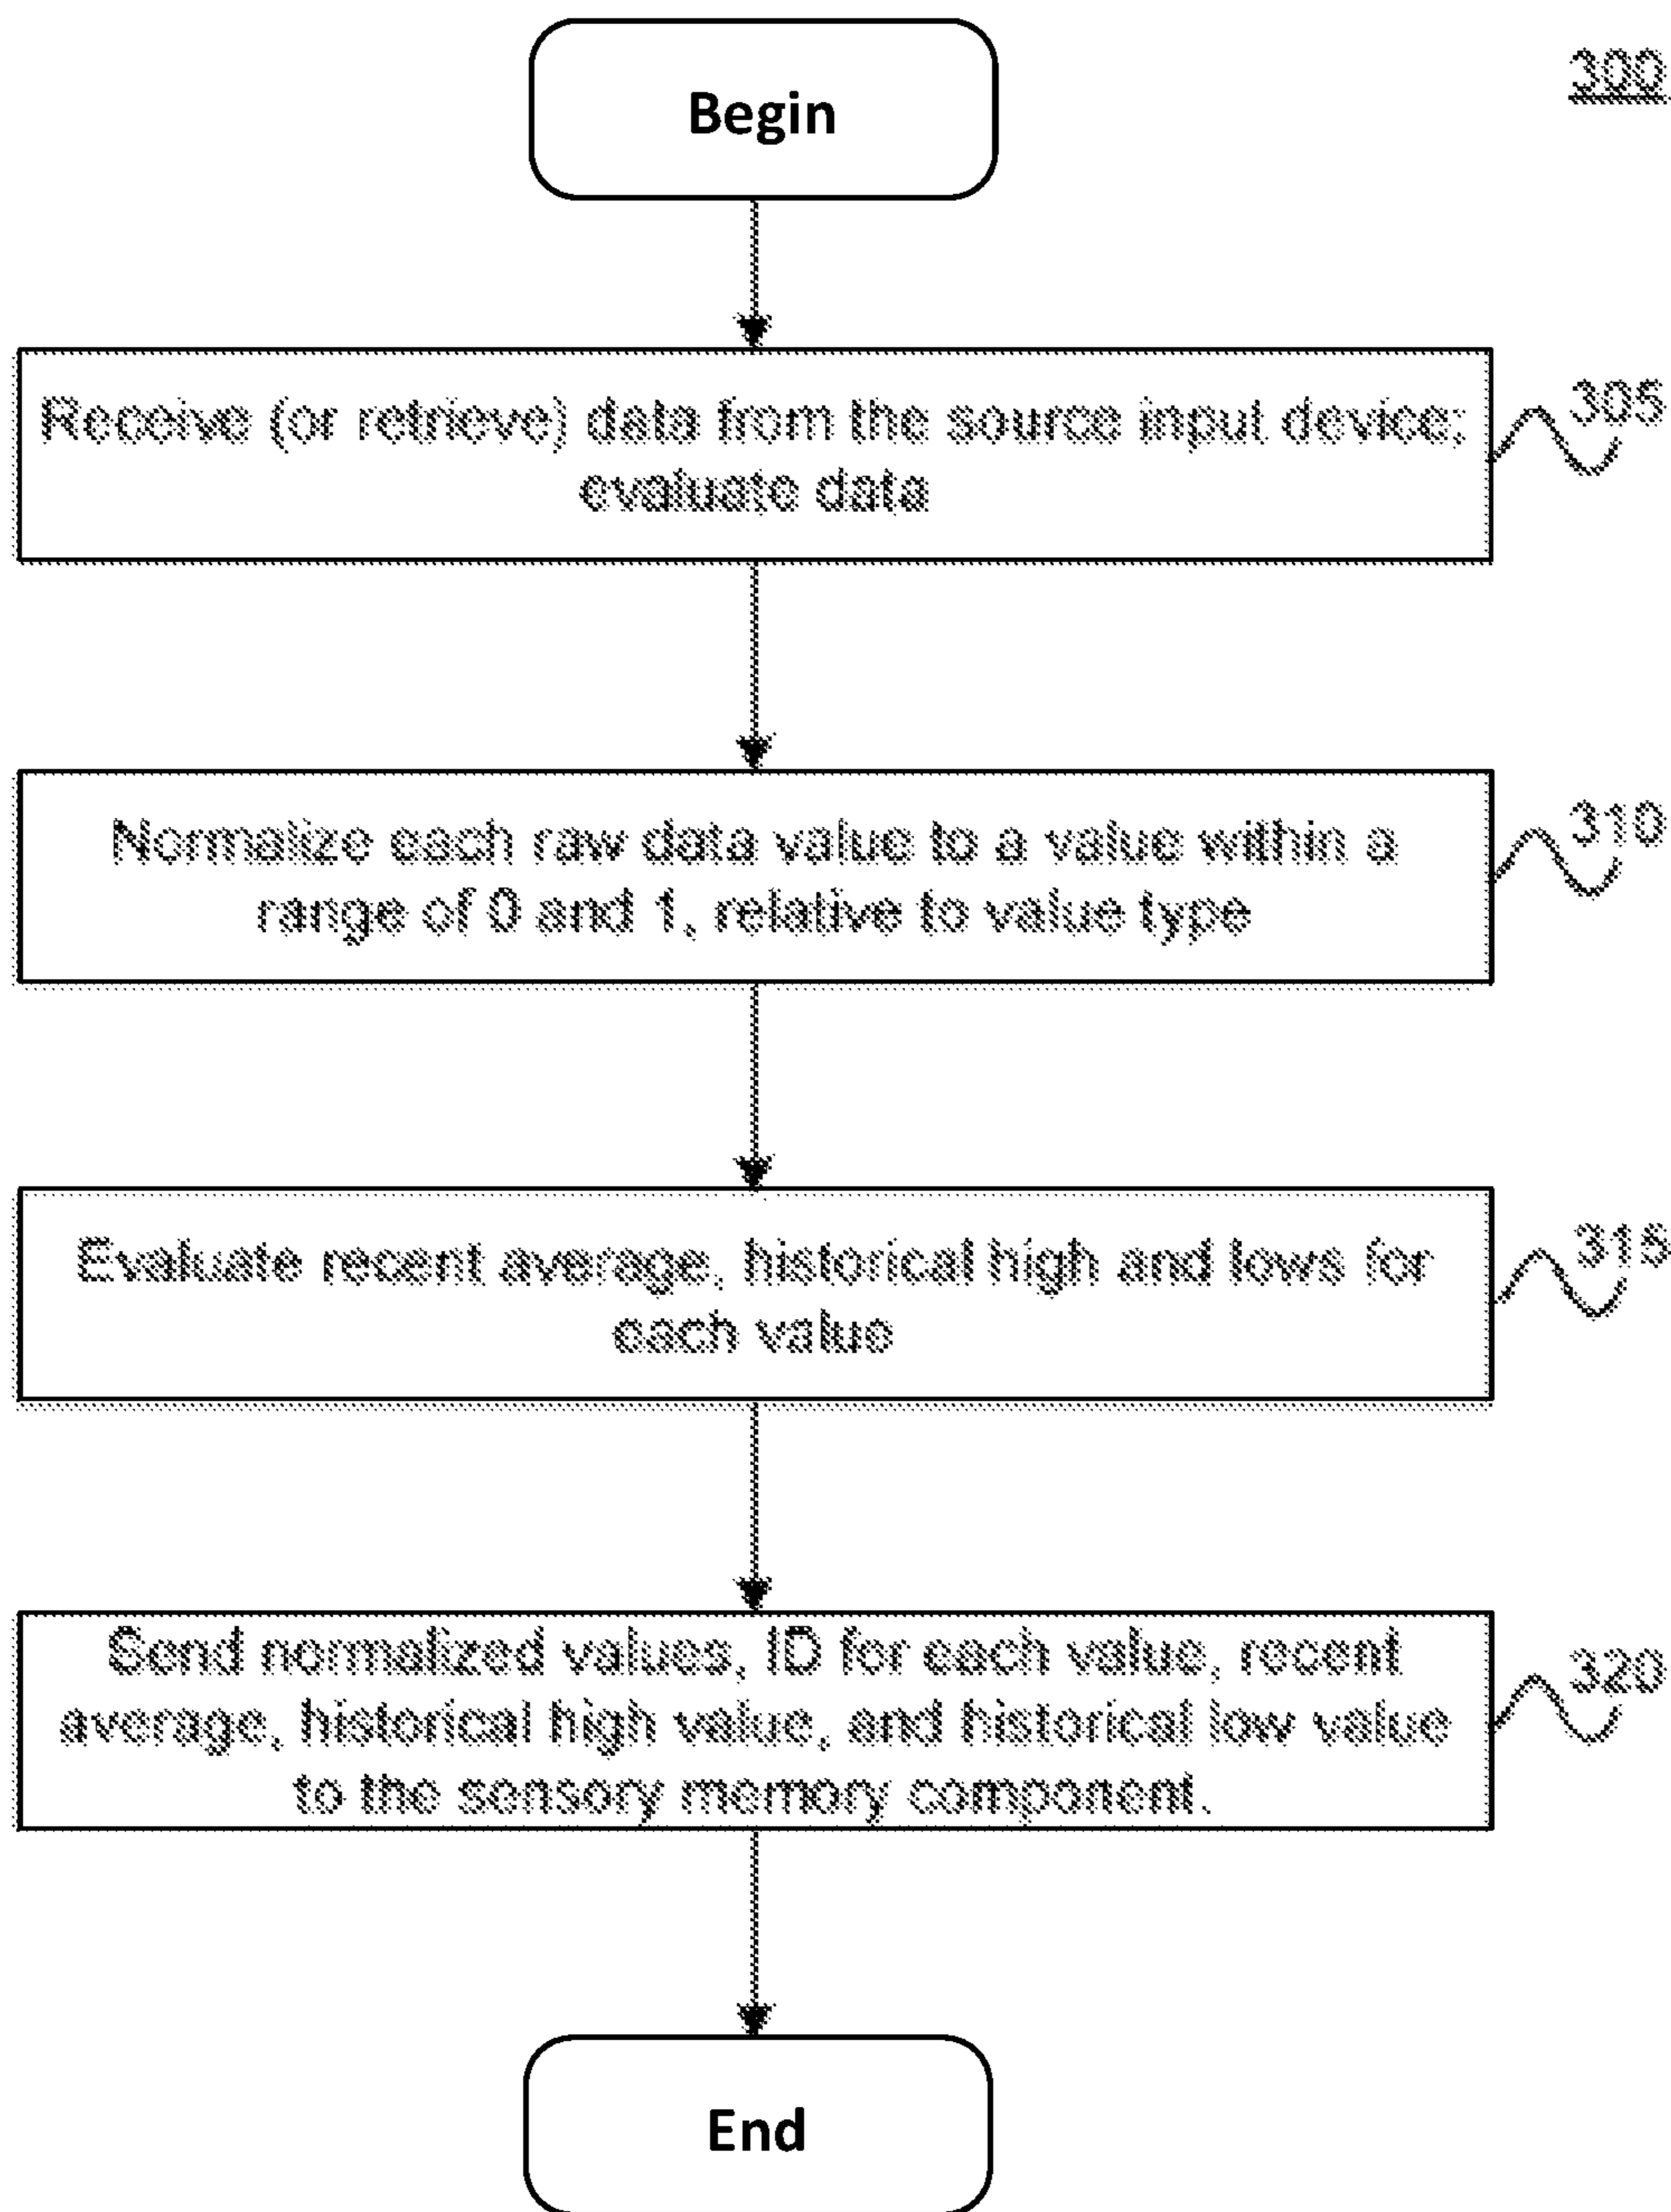 300
Begin
Receive (or retrieve) data from the source input device;
evaluate data
305
Normalize each raw data value to a value within a
range of 0 and 1, relative to value type
310
Evaluate recent average, historical high and lows for
each value
315
Send normalized values, ID for each value, recent
average, historical high value, and historical low value
to the sensory memory component.
320
End